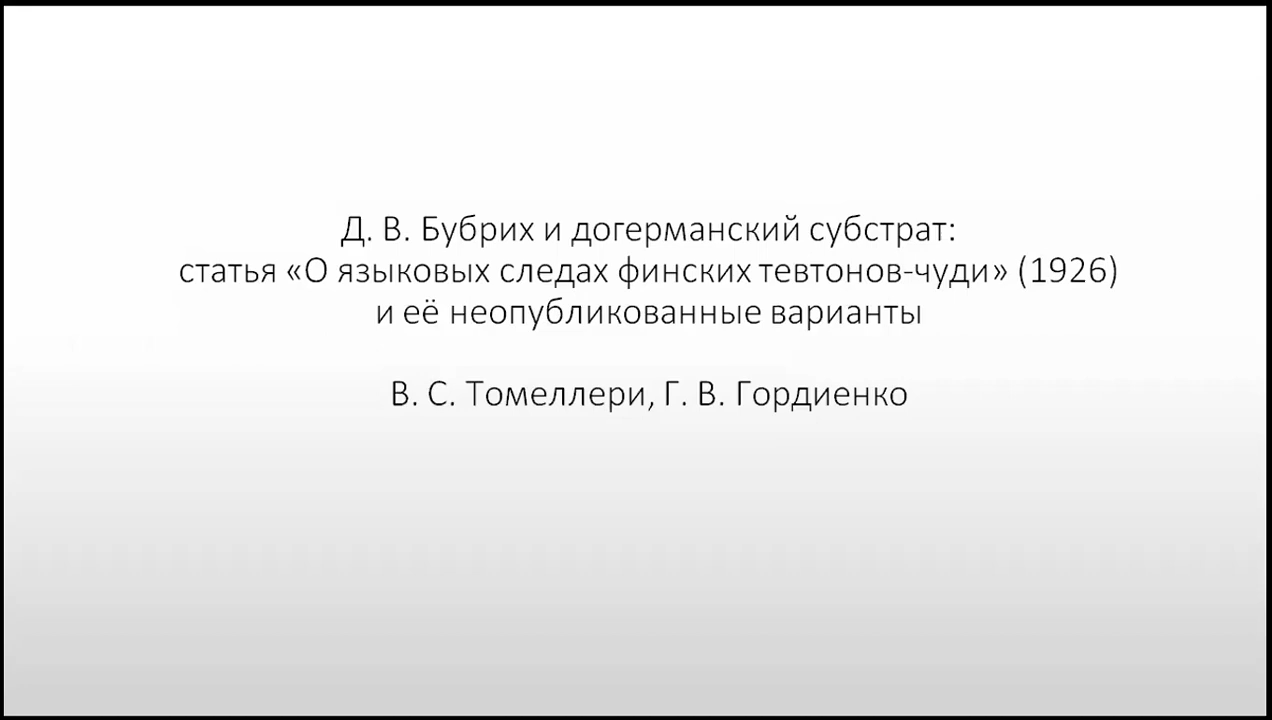 Д. В. Бубрих и догерманский субстрат:
статья «О языковых следах финских тевтонов-чуди» (1926)
и её неопубликованные варианты
В. С. Томеллери, Г. В. Гордиенко